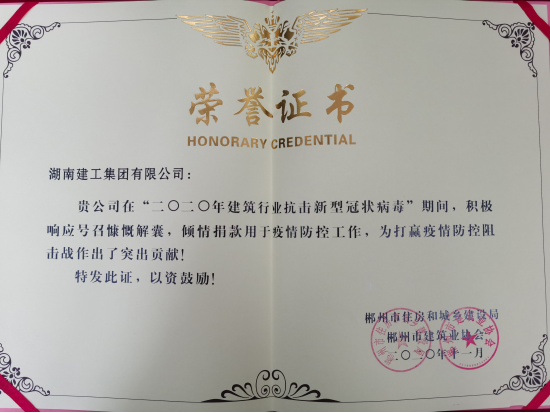 荣誉证书
HONORARY CREDENTIAL
湖南建工集团有限公司：
贵公司在“二〇二〇年建筑行业抗击新型冠状病毒”期间，积极
响应号召慷慨解囊，倾情捐款用于疫情防控工作，为打赢疫情防控阻
击战作出了突出贡献！
特发此证，以资鼓励！
郴州市住房和城乡建设局
郴州市建筑业协会
二〇二〇年十一月